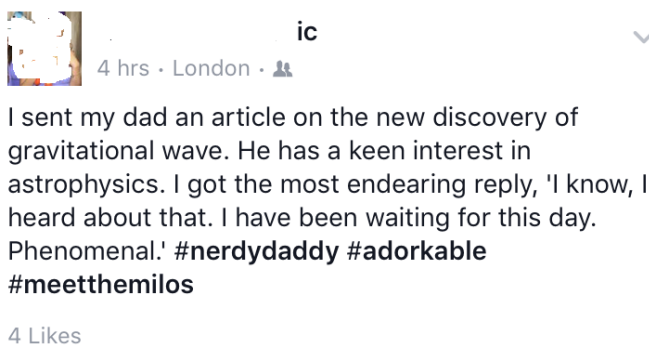 ic
4 hrs · London ·
I sent my dad an article on the new discovery of
gravitational wave. He has a keen interest in
astrophysics. I got the most endearing reply, 'I know, I
heard about that. I have been waiting for this day.
Phenomenal.' #nerdydaddy #adorkable
#meetthemilos
4 Likes